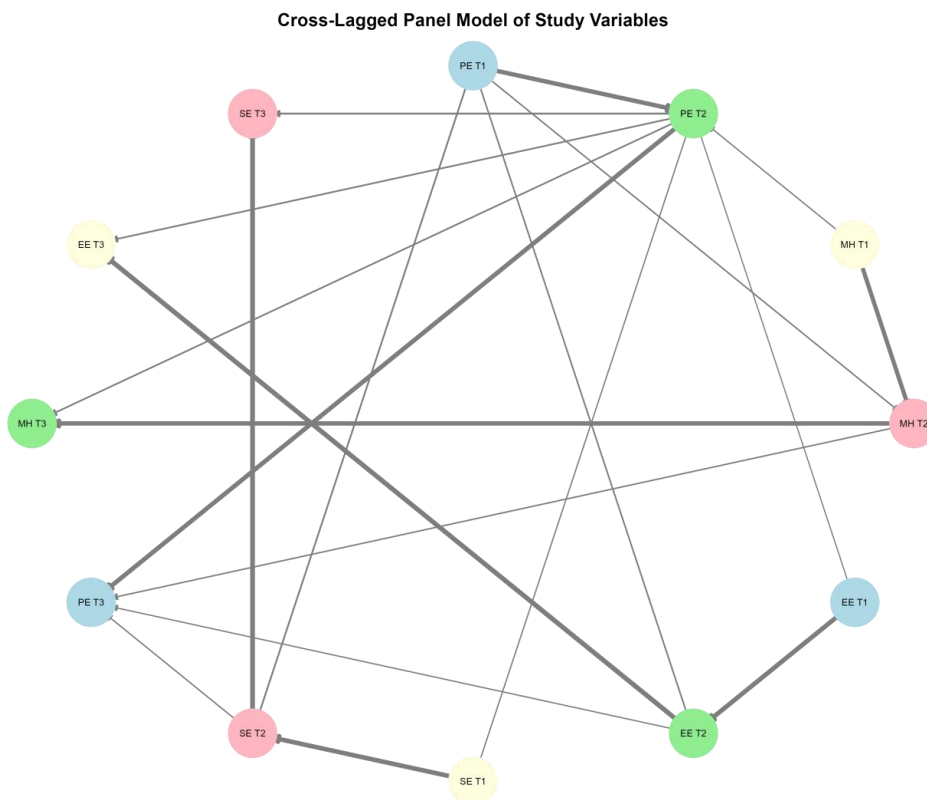 Cross-Lagged Panel Model of Study Variables
PE T1
SE T3
PE T2
EE T3
MH T1
MH T3
MH T2
PE T3
EE T1
SE T2
EE T2
SE T1